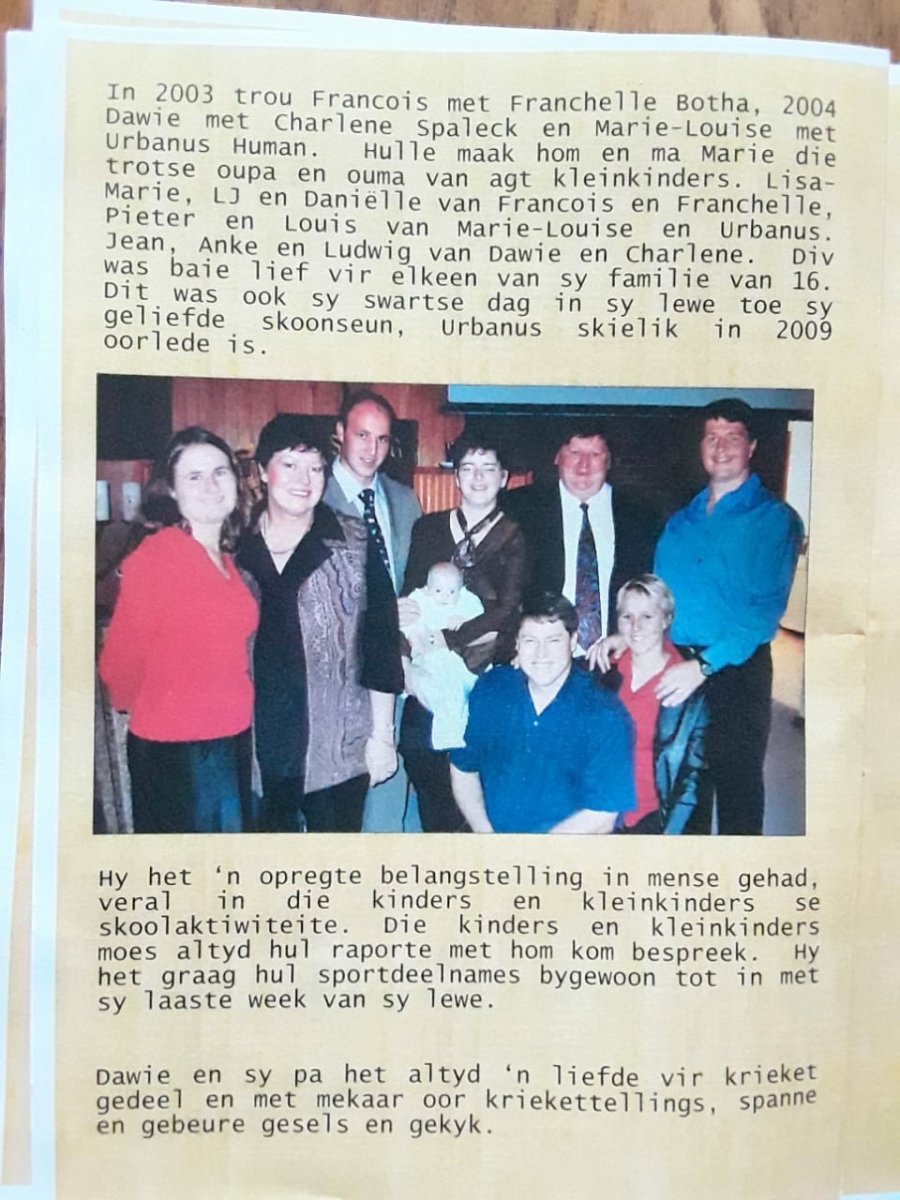 In 2003 trou Francois met Franchelle Botha, 2004
Dawie met Charlene Spaleck en Marie-Louise met
Urbanus Human. Hulle maak hom en ma Marie die
trotse oupa en ouma van agt kleinkinders. Lisa-
Marie, LJ en Daniëlle van Francois en Franchelle,
Pieter en Louis van Marie-Louise en Urbanus.
Jean, Anke en Ludwig van Dawie en Charlene. Div
was baie lief vir elkeen van sy familie van 16.
Dit was ook sy swartse dag in sy lewe toe sy
geliefde skoonseun, Urbanus skielik in 2009
oorlede is.
Hy het ‘n opregte belangstelling in mense gehad,
veral in die kinders en kleinkinders se
skoolaktiwiteite. Die kinders en kleinkinders
moes altyd hul raporte met hom kom bespreek. Hy
het graag hul sportdeelnames bygewoon tot in met
sy laaste week van sy lewe.
Dawie en sy pa het altyd ‘n liefde vir krieket
gedeel en met mekaar oor kriekettellings, spanne
en gebeure gesels en gekyk.